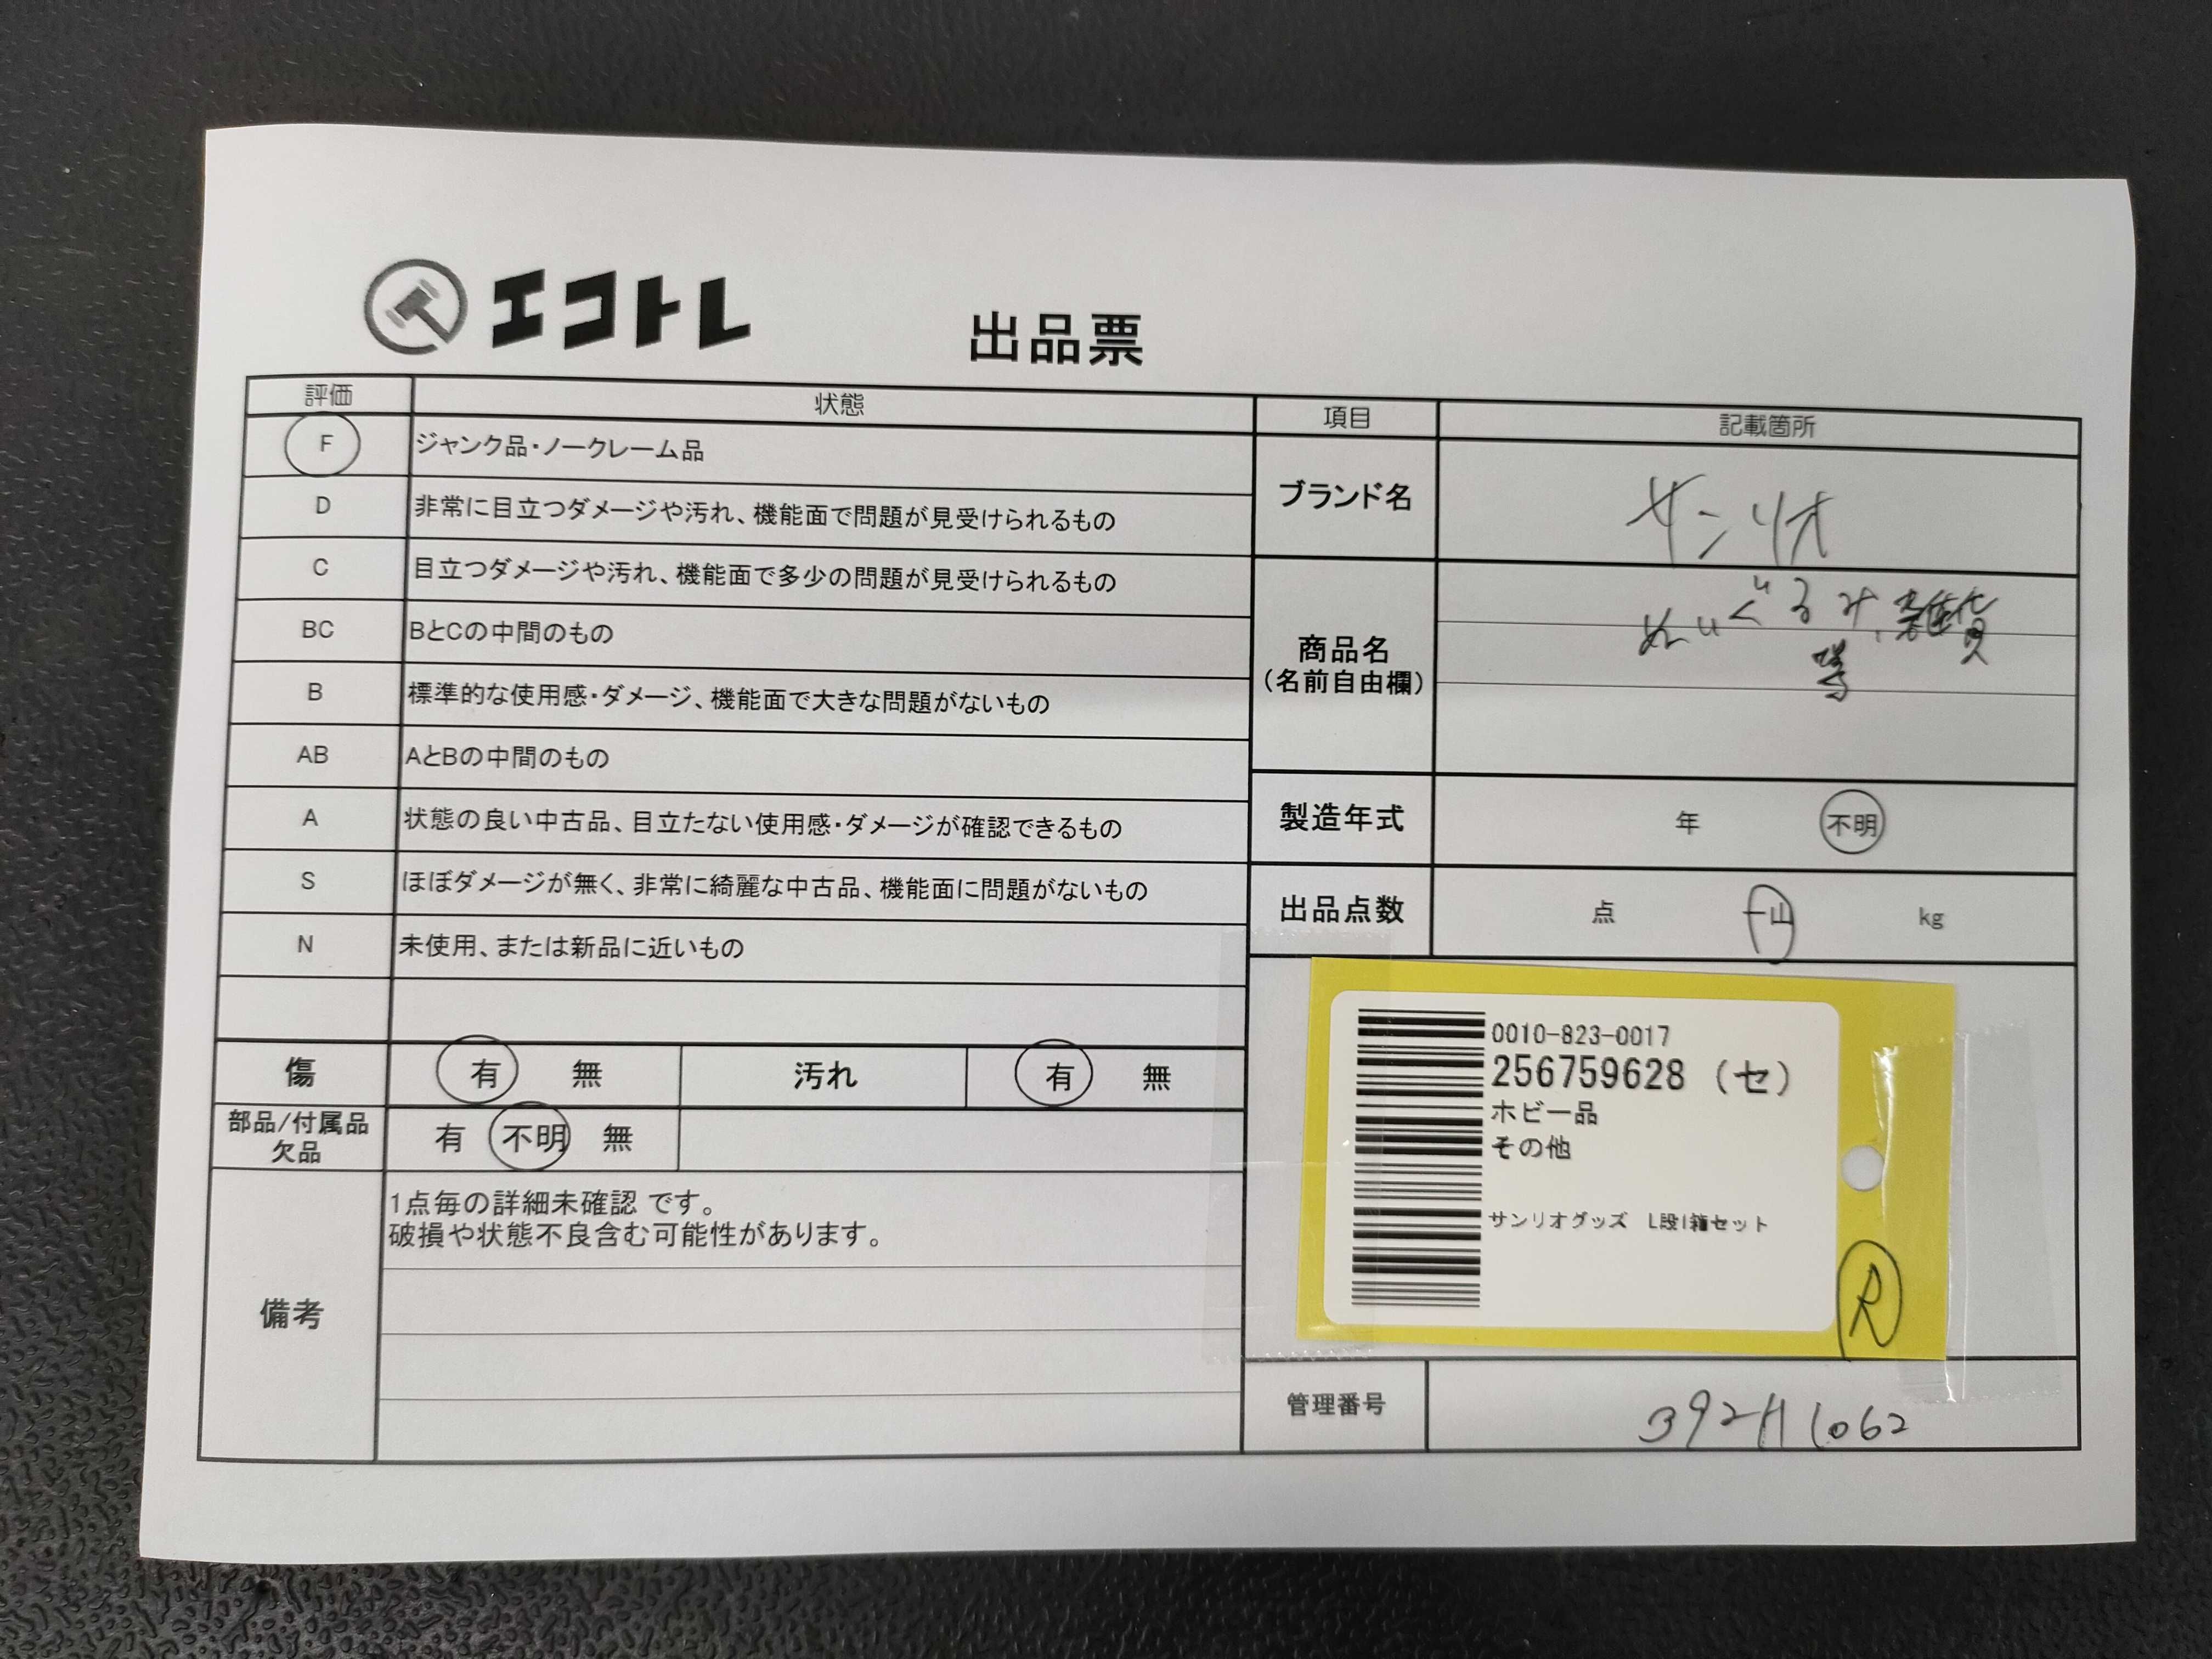 エコトレ
出品票
評価 状態
F ジャンク品・ノークレーム品
D 非常に目立つダメージや汚れ、機能面で問題が見受けられるもの
C 目立つダメージや汚れ、機能面で多少の問題が見受けられるもの
BC BとCの中間のもの
B 標準的な使用感・ダメージ、機能面で大きな問題がないもの
AB AとBの中間のもの
A 状態の良い中古品、目立たない使用感・ダメージが確認できるもの
S ほぼダメージが無く、非常に綺麗な中古品、機能面に問題がないもの
N 未使用、または新品に近いもの
傷 有 無 汚れ 有 無
部品/付属品
欠品
有 不明 無
備考
1点毎の詳細未確認 です。
破損や状態不良含む可能性があります。
項目 記載箇所
ブランド名 サンリオ
商品名
(名前自由欄)
ぬいぐるみ、雑貨
等
製造年式 年 不明
出品点数 点 一山 kg
0010-823-0017
256759628 (セ)
ホビー品
その他
サンリオグッズ L段1箱セット
R
管理番号 392H1062